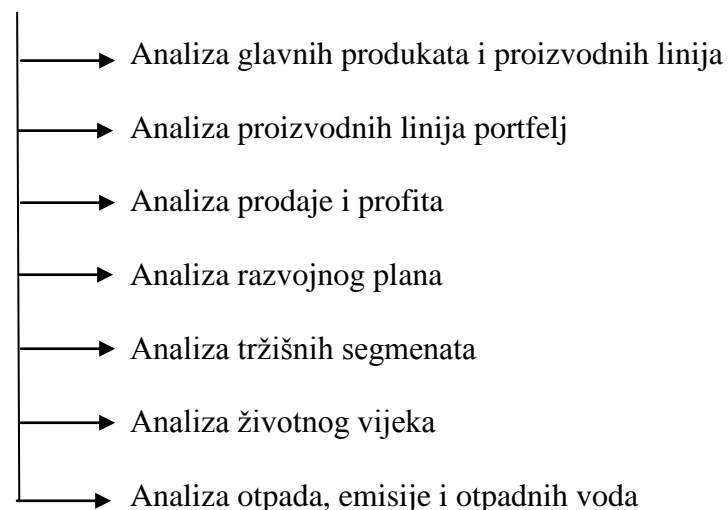 Analiza glavnih produkata i proizvodnih linija
Analiza proizvodnih linija portfelj
Analiza prodaje i profita
Analiza razvojnog plana
Analiza tržišnih segmenata
Analiza životnog vijeka
Analiza otpada, emisije i otpadnih voda